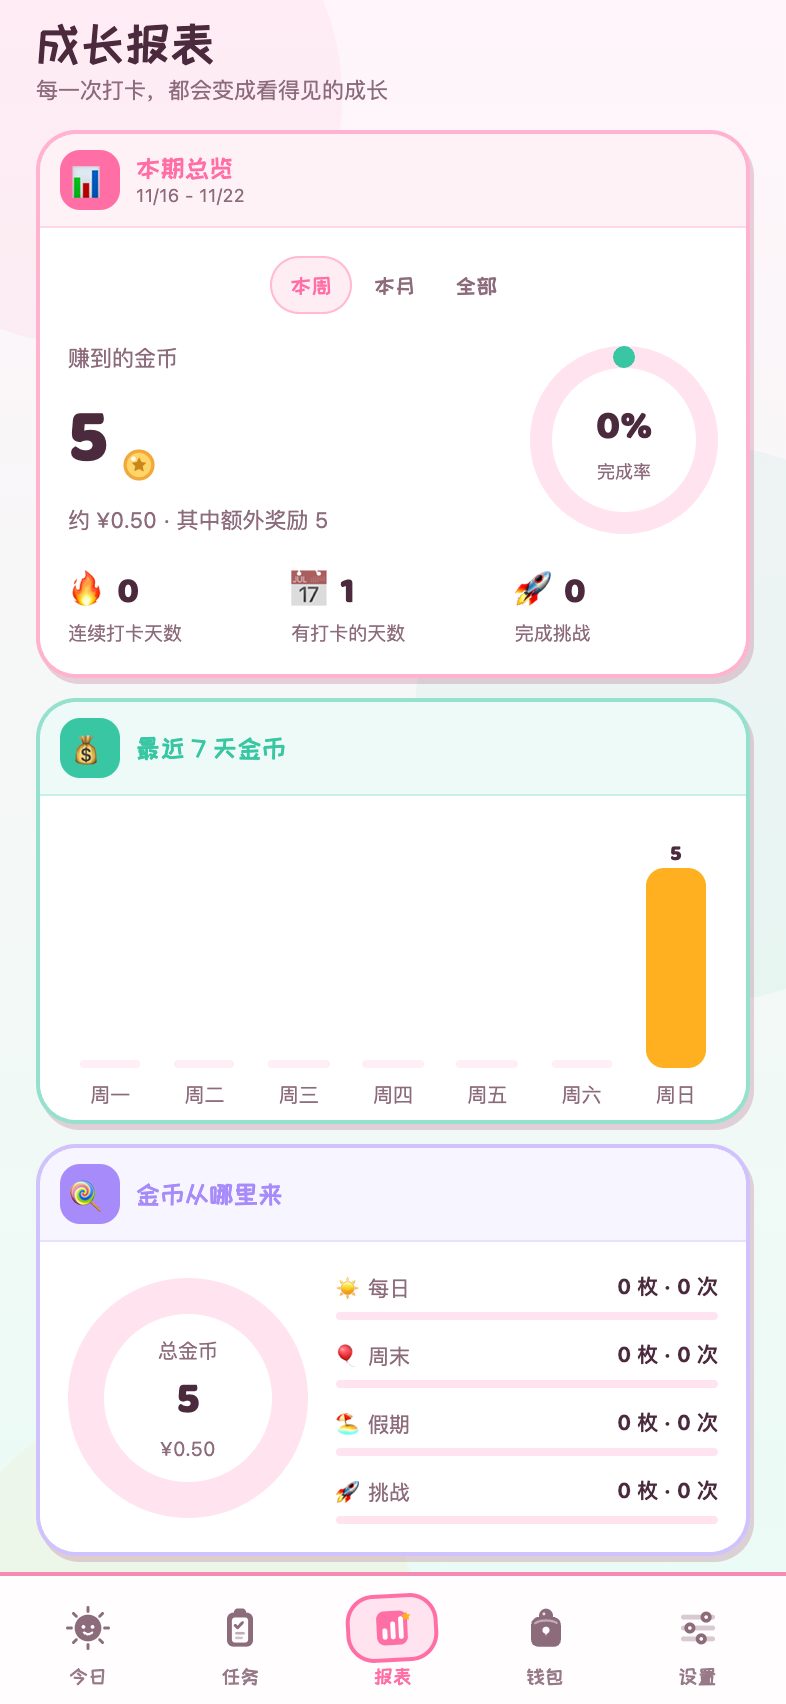 成长报表
每一次打卡，都会变成看得见的成长
本期总览
11/16 - 11/22
本周 本月 全部
赚到的金币
5
约 ¥0.50 · 其中额外奖励 5
0%
完成率
0
连续打卡天数
JUL
17
1
有打卡的天数
0
完成挑战
最近 7 天金币
5
周一 周二 周三 周四 周五 周六 周日
金币从哪里来
总金币
5
¥0.50
每日 0 枚 · 0 次
周末 0 枚 · 0 次
假期 0 枚 · 0 次
挑战 0 枚 · 0 次
今日 任务 报表 钱包 设置